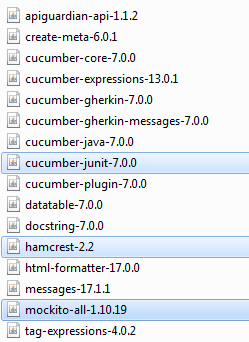 apiguardian-api-1.1.2
create-meta-6.0.1
cucumber-core-7.0.0
cucumber-expressions-13.0.1
cucumber-gherkin-7.0.0
cucumber-gherkin-messages-7.0.0
cucumber-java-7.0.0
cucumber-junit-7.0.0
cucumber-plugin-7.0.0
datatable-7.0.0
docstring-7.0.0
hamcrest-2.2
html-formatter-17.0.0
messages-17.1.1
mockito-all-1.10.19
tag-expressions-4.0.2